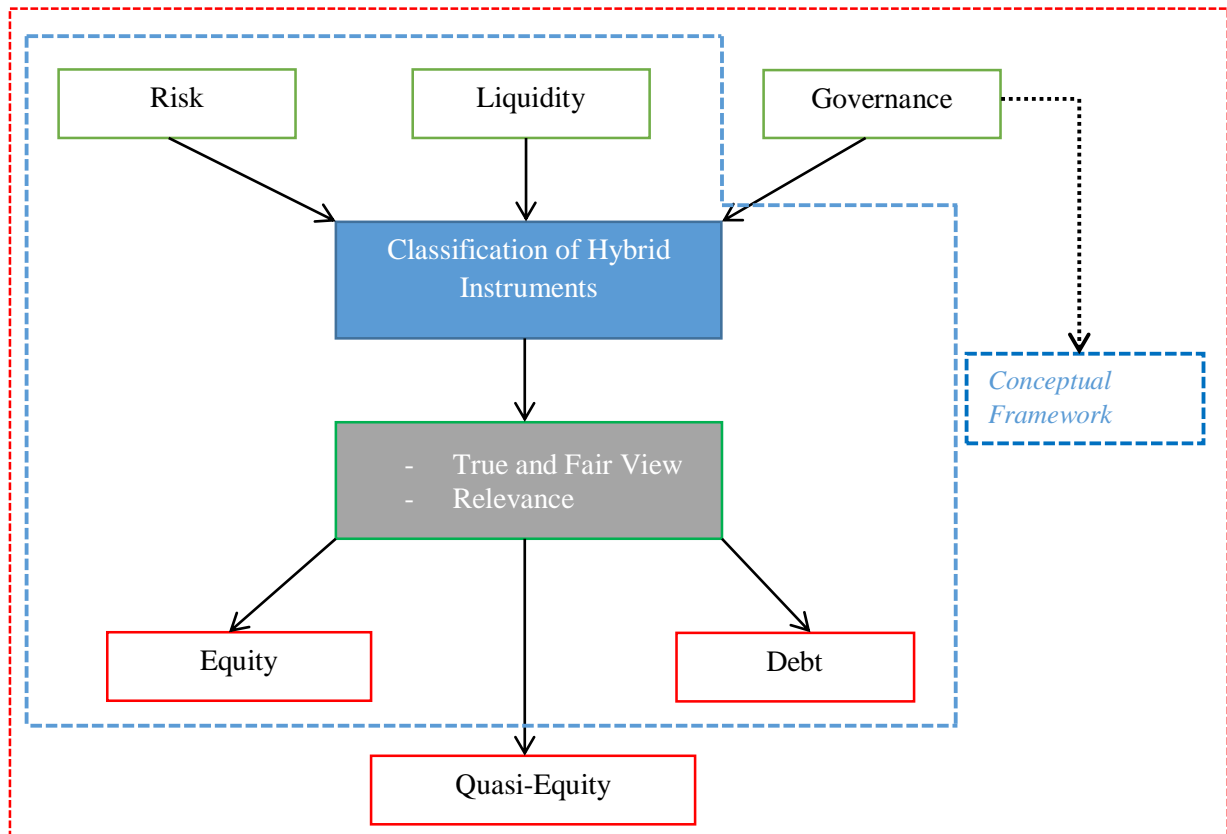 Risk
Liquidity
Governance
Classification of Hybrid
Instruments
Conceptual
Framework
- True and Fair View
- Relevance
Equity
Debt
Quasi-Equity